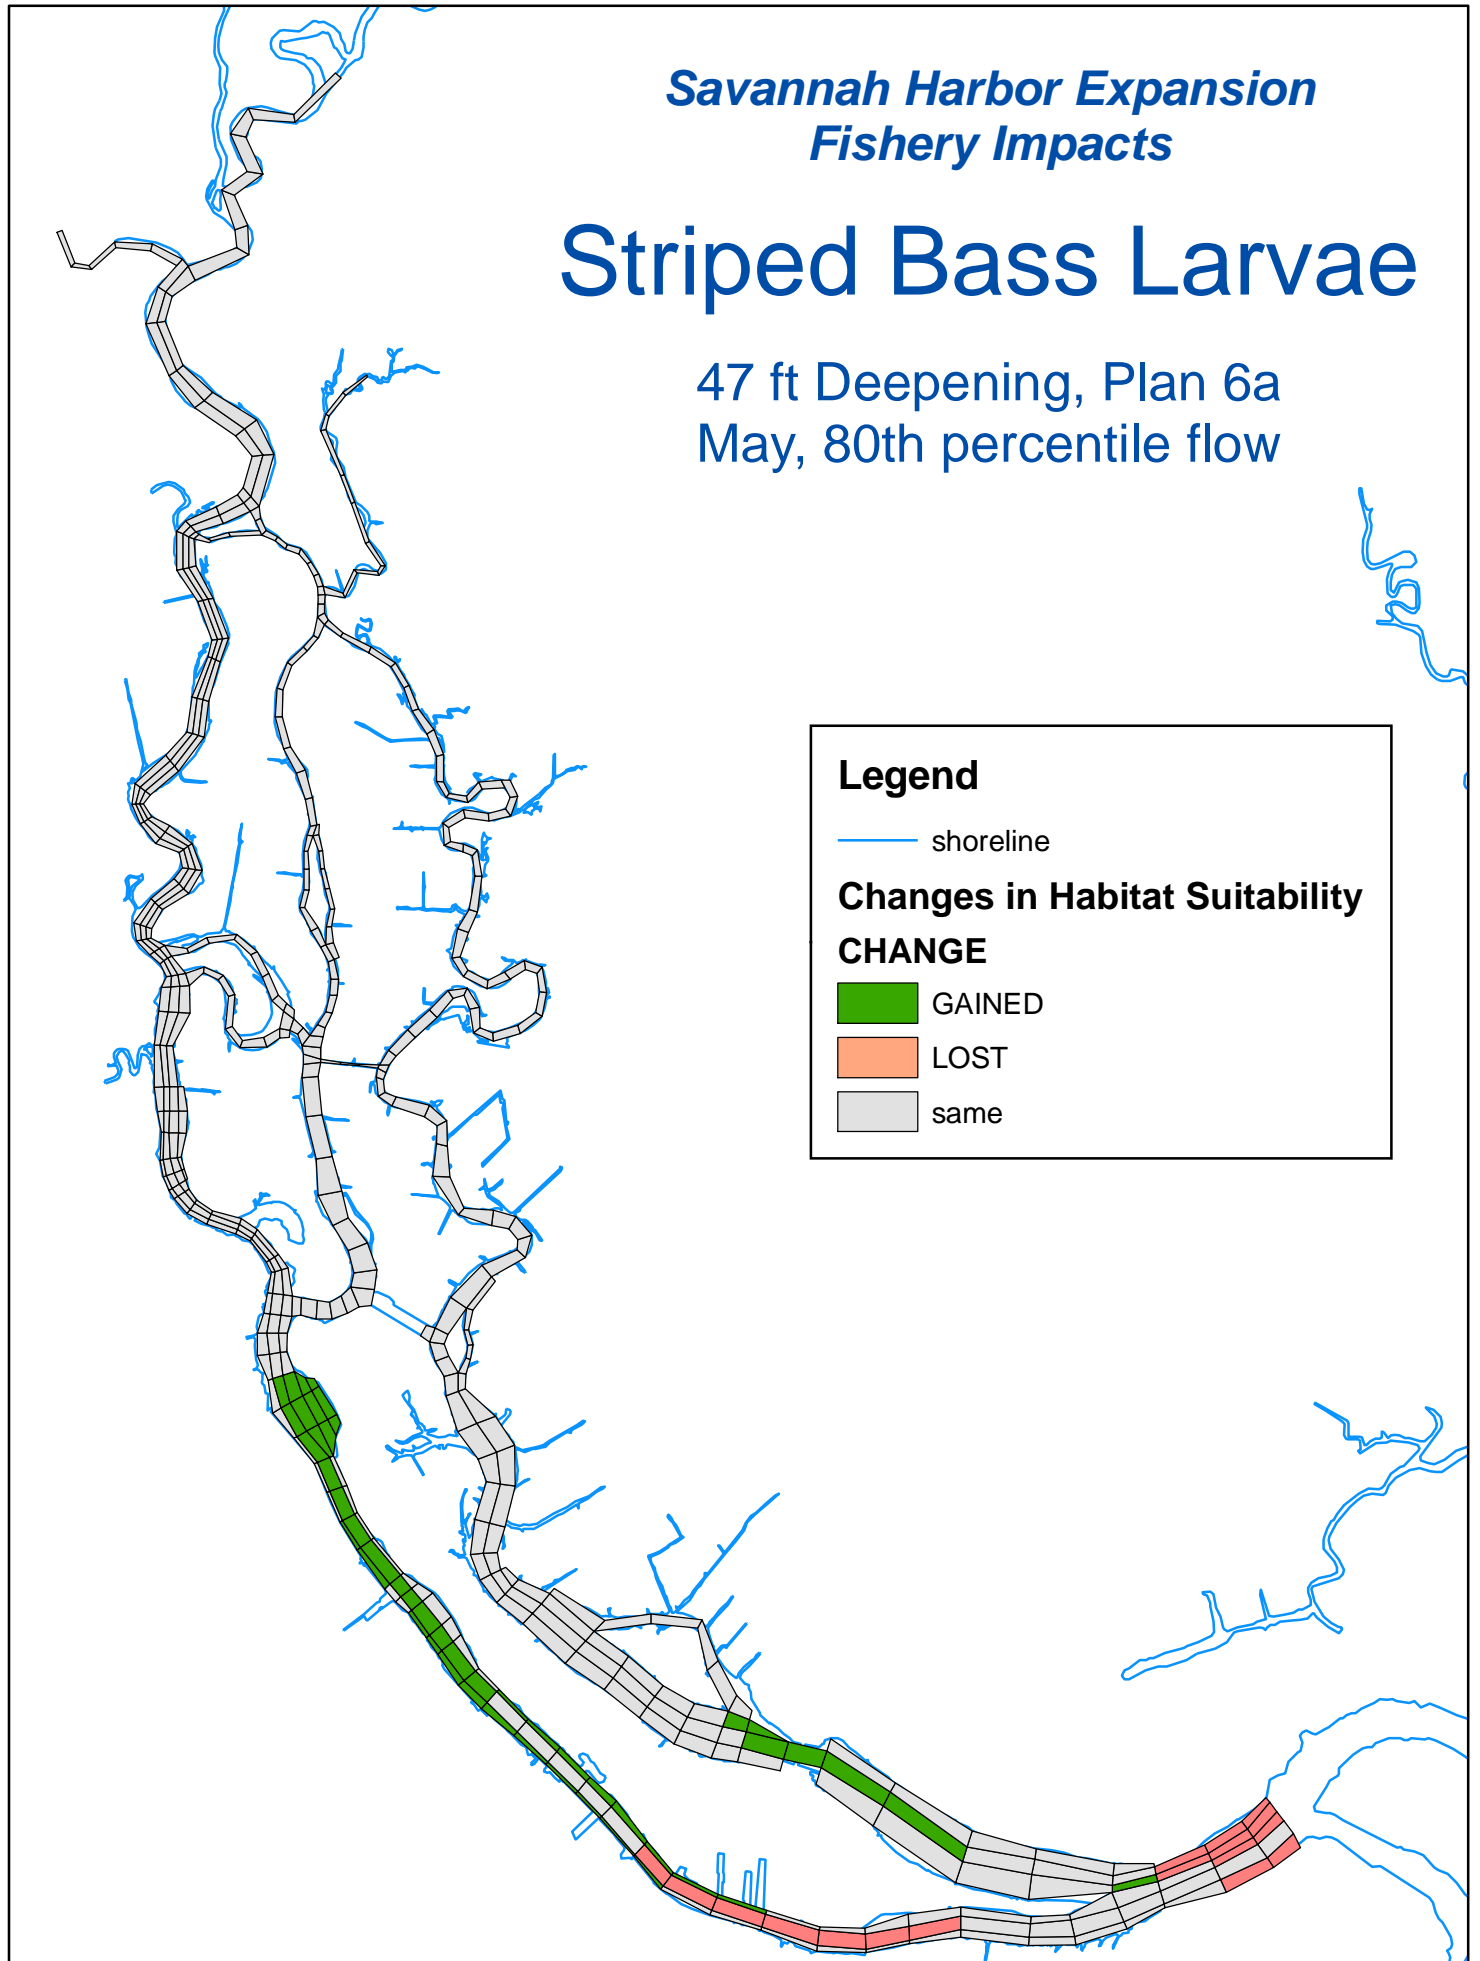 Savannah Harbor Expansion
Fishery Impacts
Striped Bass Larvae
47 ft Deepening, Plan 6a
May, 80th percentile flow
Legend
shoreline
Changes in Habitat Suitability
CHANGE
GAINED
LOST
same